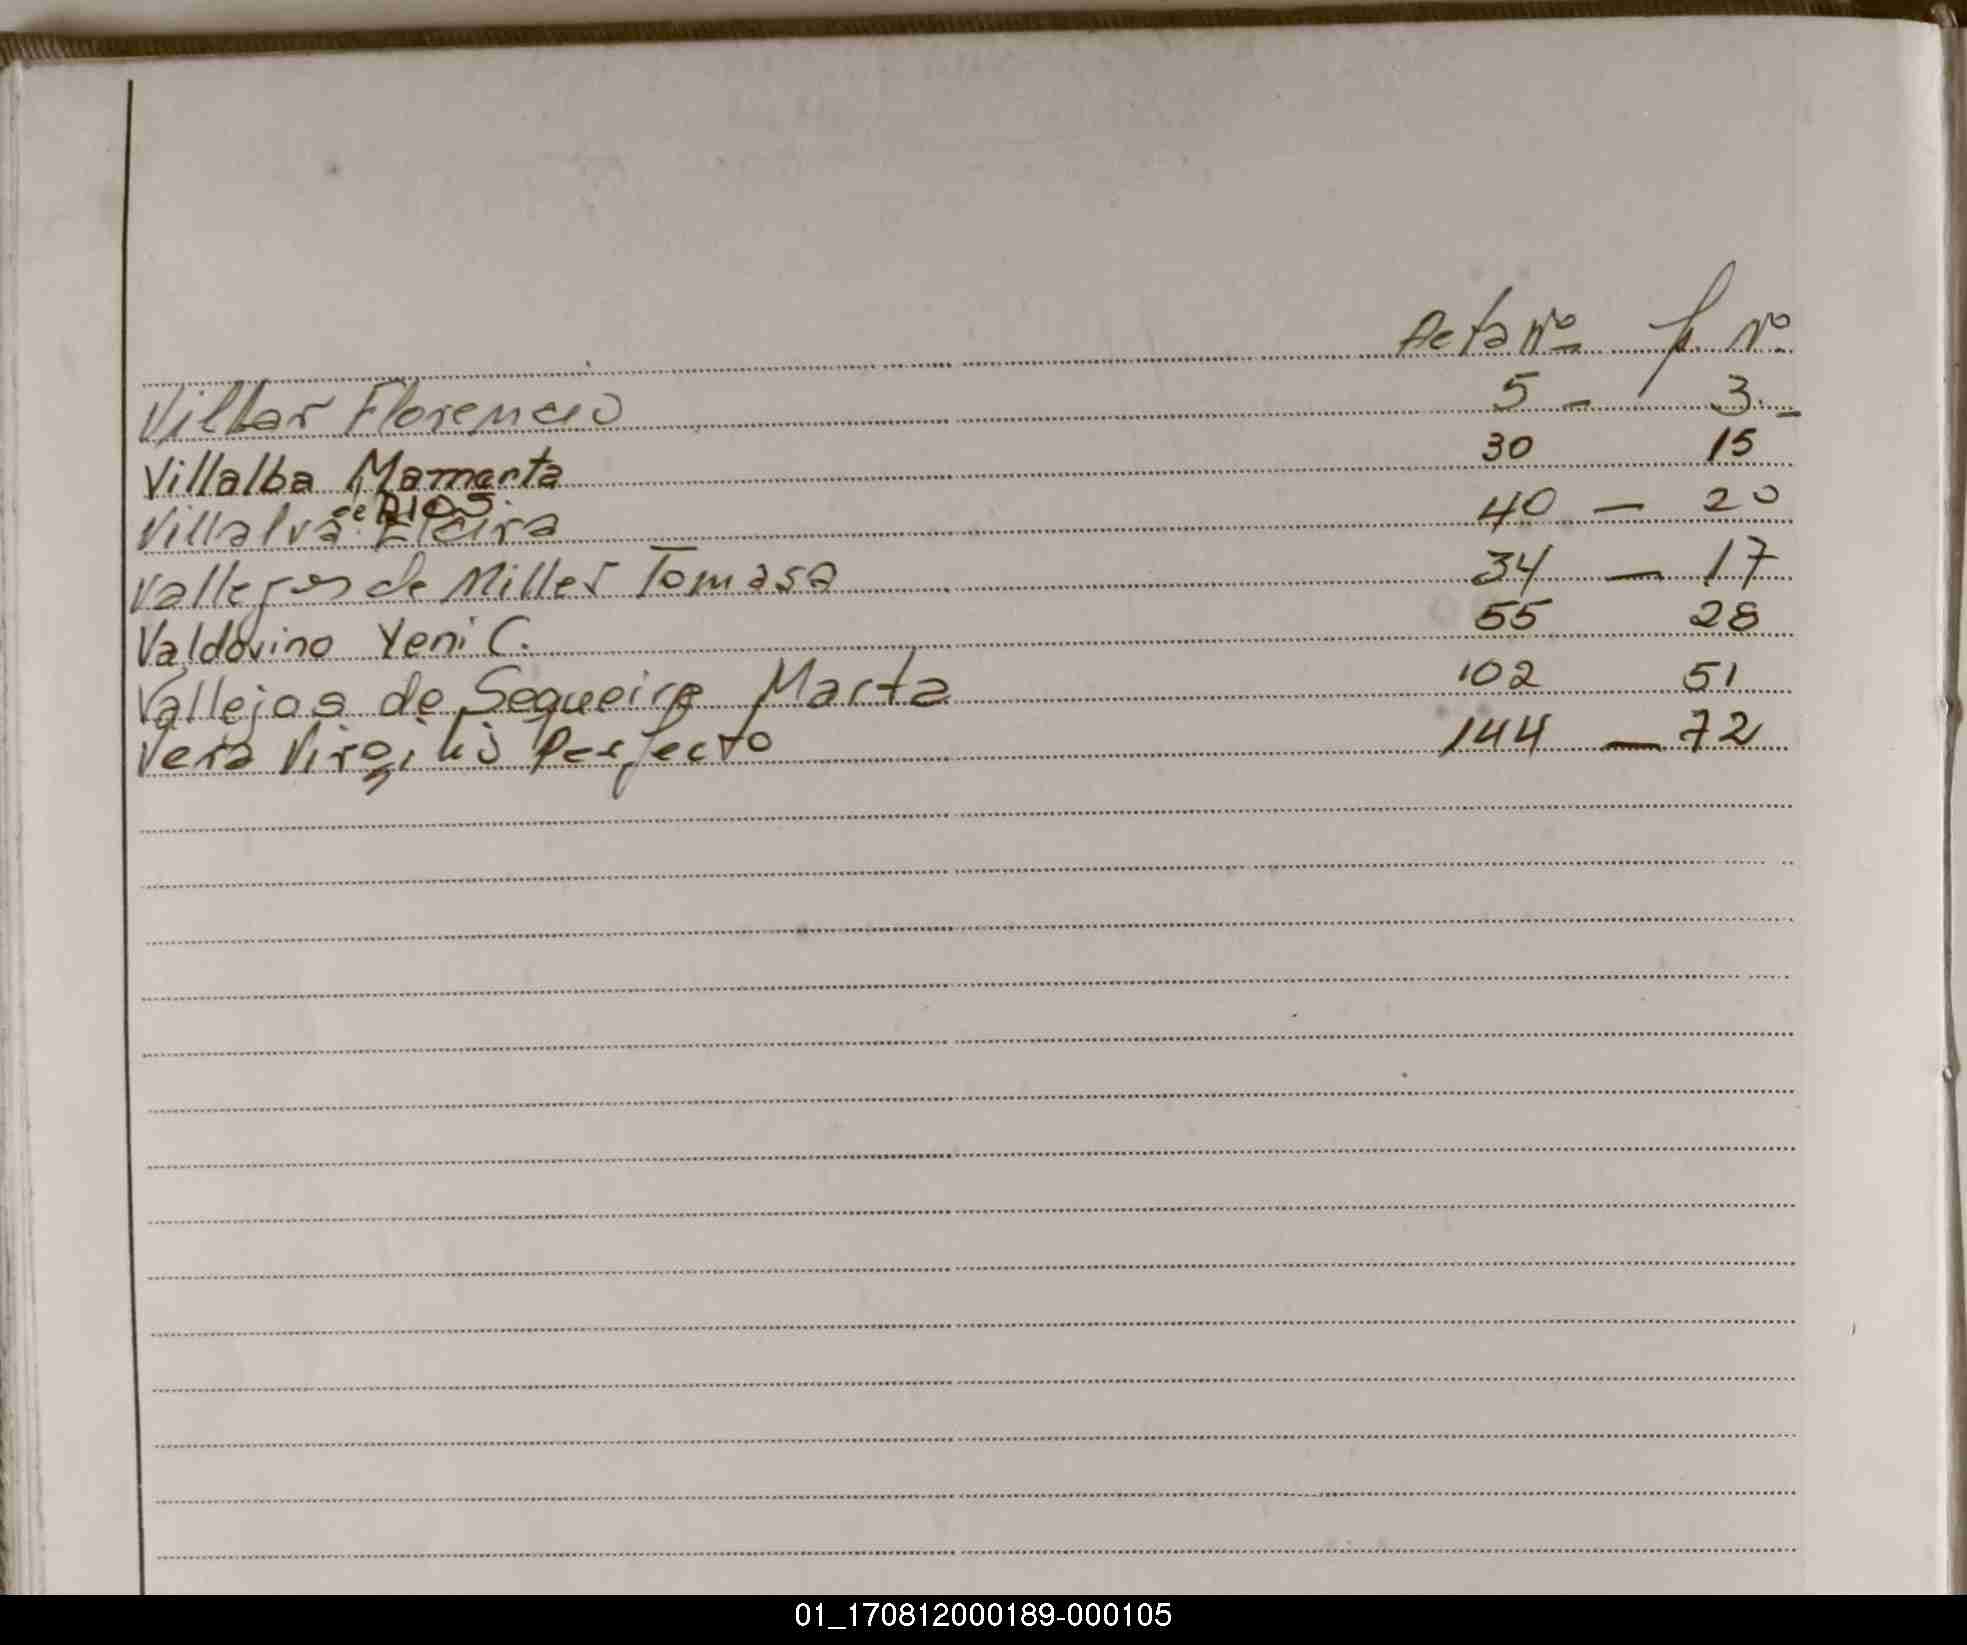 Acta Nº f. Nº
Villar Florencio 5 - 3.-
Villalba Mamerta 30 15
de DIOS.
Villalva Elvira 40 - 20
Vallejos de Miller Tomasa 34 - 17
Valdovino Yeni C. 55 28
Vallejos de Sequeira Marta 102 51
Vera Virgilio Perfecto 144 - 72
01_170812000189-000105